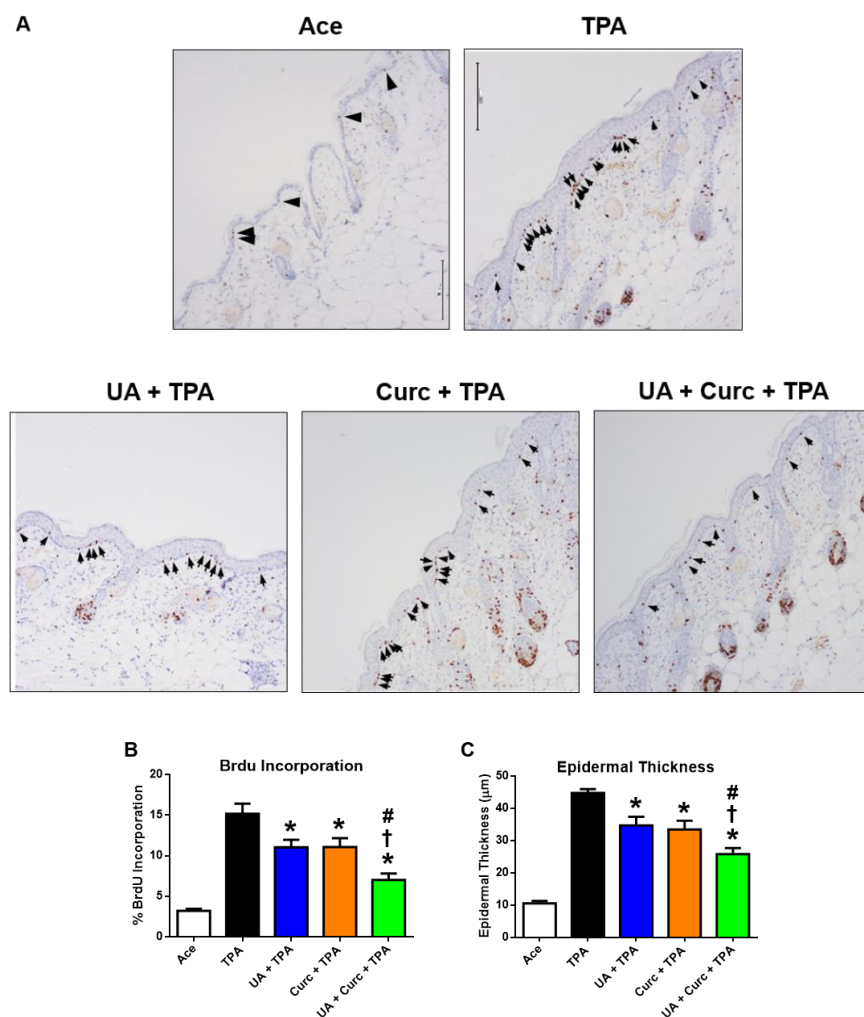 A
Ace
TPA
UA + TPA
Curc + TPA
UA + Curc + TPA
B
Brdu Incorporation
% BrdU Incorporation
20
15
10
5
0
*
*
#
†
*
Ace
TPA
UA + TPA
Curc + TPA
UA + Curc + TPA
C
Epidermal Thickness
Epidermal Thickness (μm)
50
40
30
20
10
0
*
*
#
†
*
Ace
TPA
UA + TPA
Curc + TPA
UA + Curc + TPA